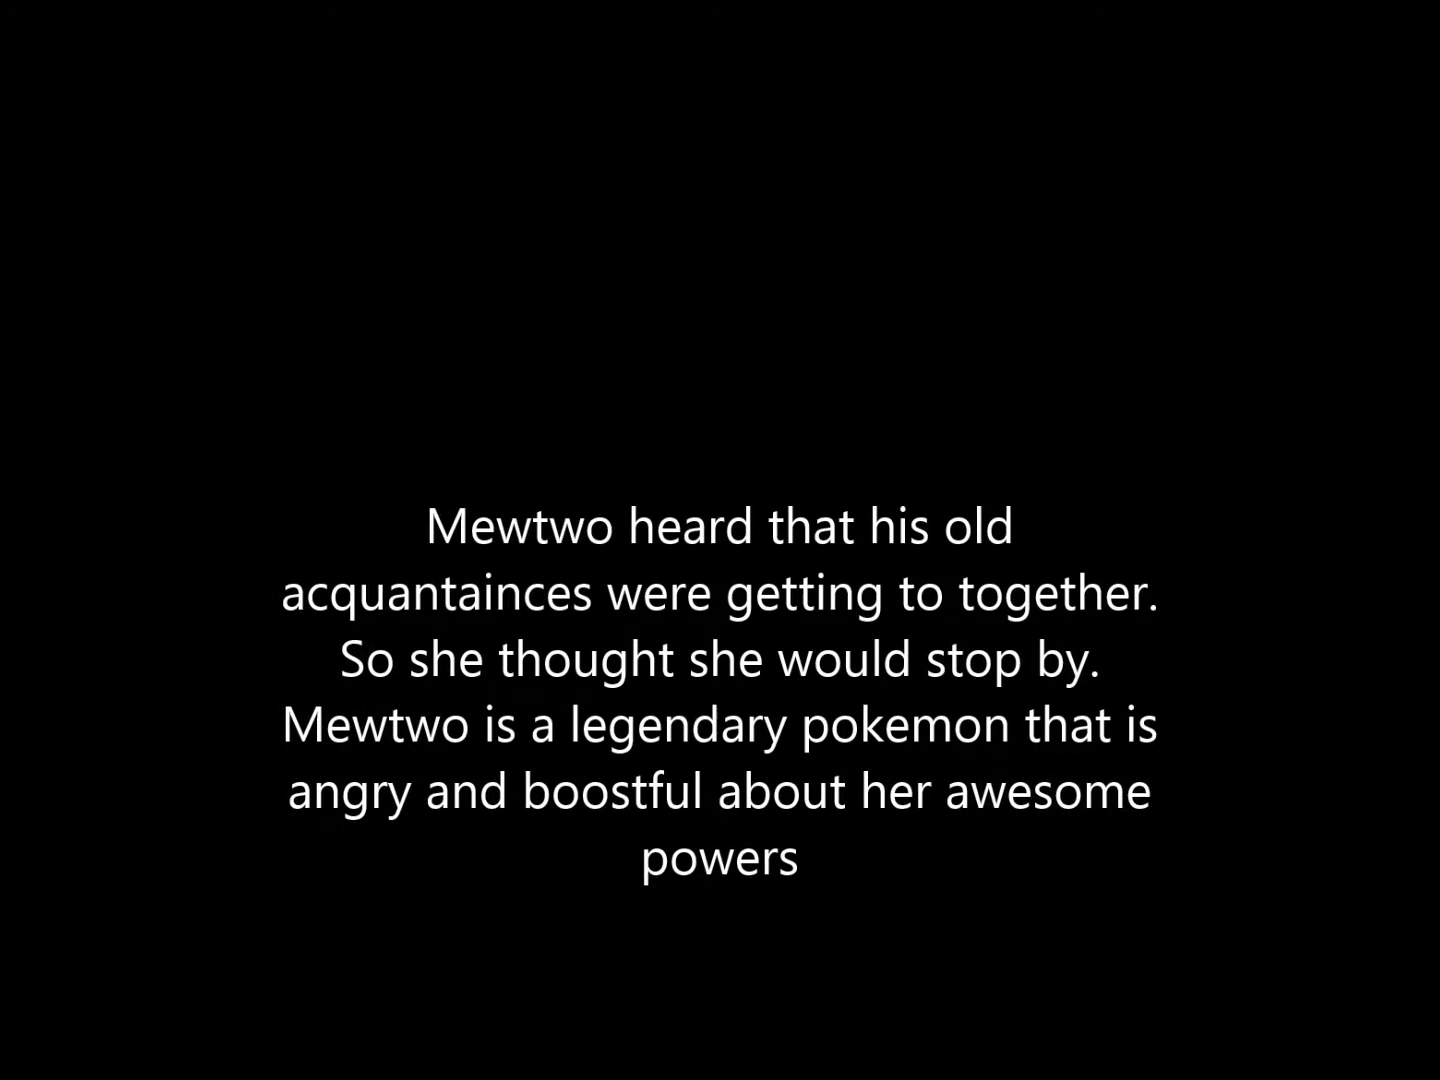 Mewtwo heard that his old
acquantainces were getting to together.
So she thought she would stop by.
Mewtwo is a legendary pokemon that is
angry and boostful about her awesome
powers